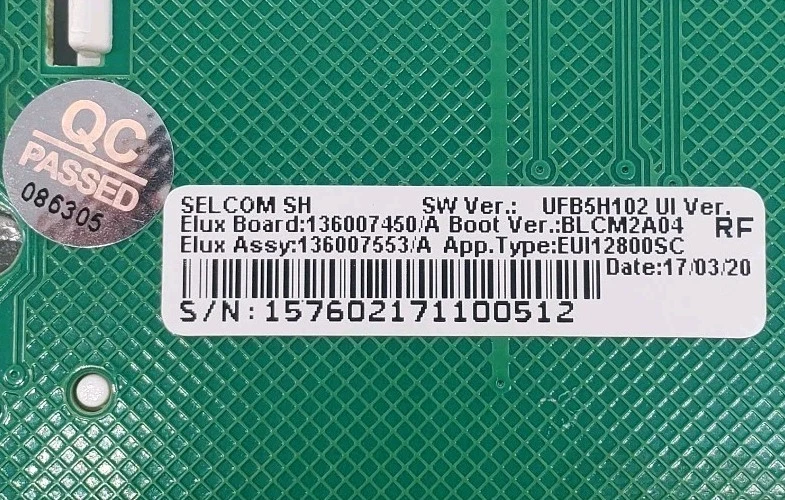 QC
PASSED
086305
SELCOM SH SW Ver.: UFB5H102 UI Ver.
Elux Board:136007450/A Boot Ver.:BLCM2A04 RF
Elux Assy:136007553/A App.Type:EUI12800SC
Date:17/03/20
S/N:157602171100512